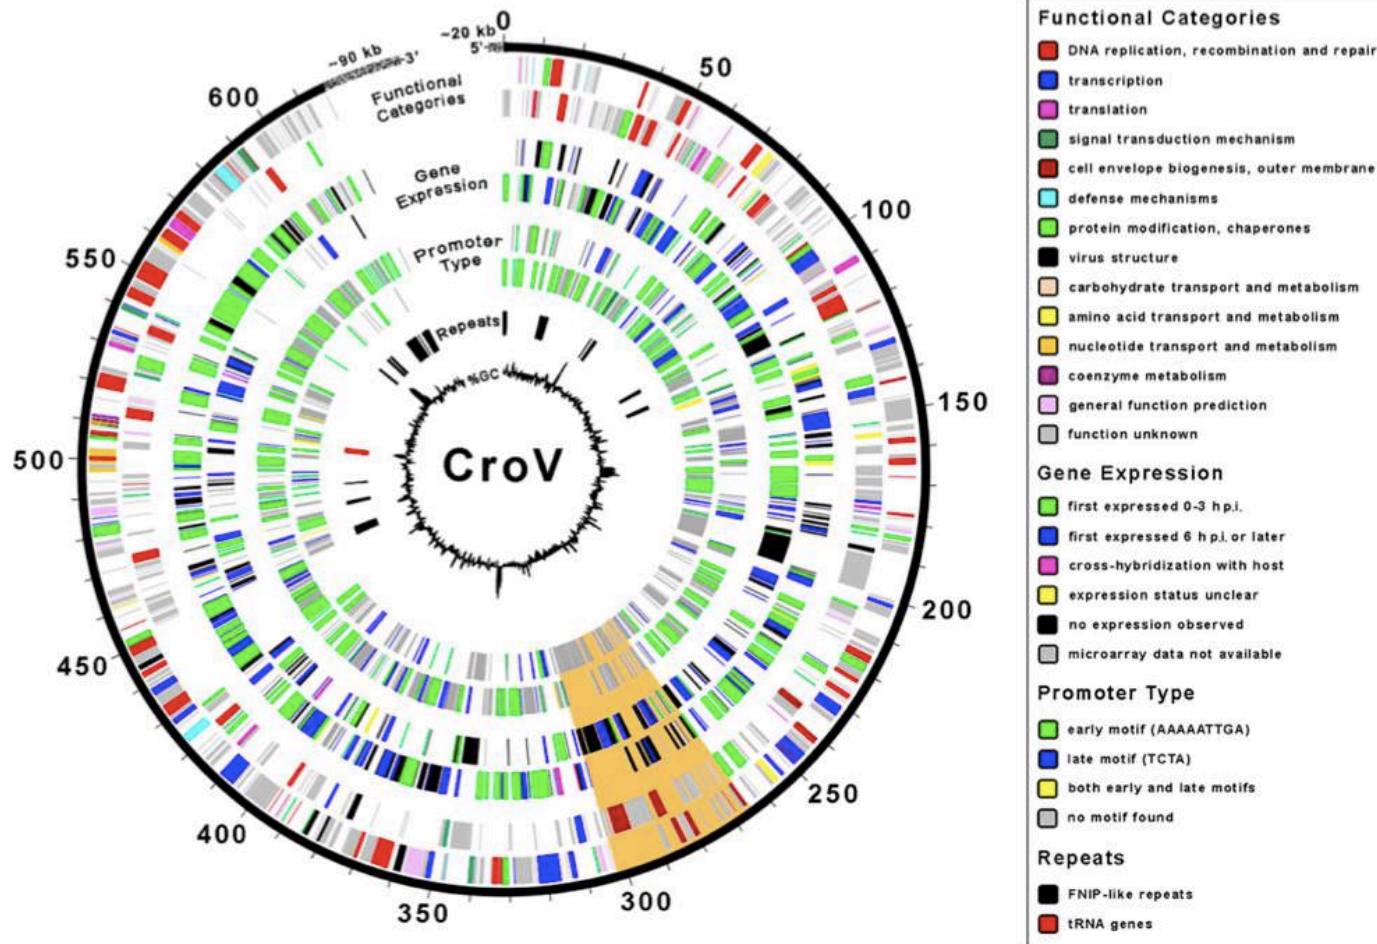 0
~20 kb
5'
~90 kb
3'
50
100
150
200
250
300
350
400
450
500
550
600
Functional
Categories
Gene
Expression
Promoter
Type
Repeats
%GC
CroV
Functional Categories
DNA replication, recombination and repair
transcription
translation
signal transduction mechanism
cell envelope biogenesis, outer membrane
defense mechanisms
protein modification, chaperones
virus structure
carbohydrate transport and metabolism
amino acid transport and metabolism
nucleotide transport and metabolism
coenzyme metabolism
general function prediction
function unknown
Gene Expression
first expressed 0-3 h p.i.
first expressed 6 h p.i. or later
cross-hybridization with host
expression status unclear
no expression observed
microarray data not available
Promoter Type
early motif (AAAAATTGA)
late motif (TCTA)
both early and late motifs
no motif found
Repeats
FNIP-like repeats
tRNA genes